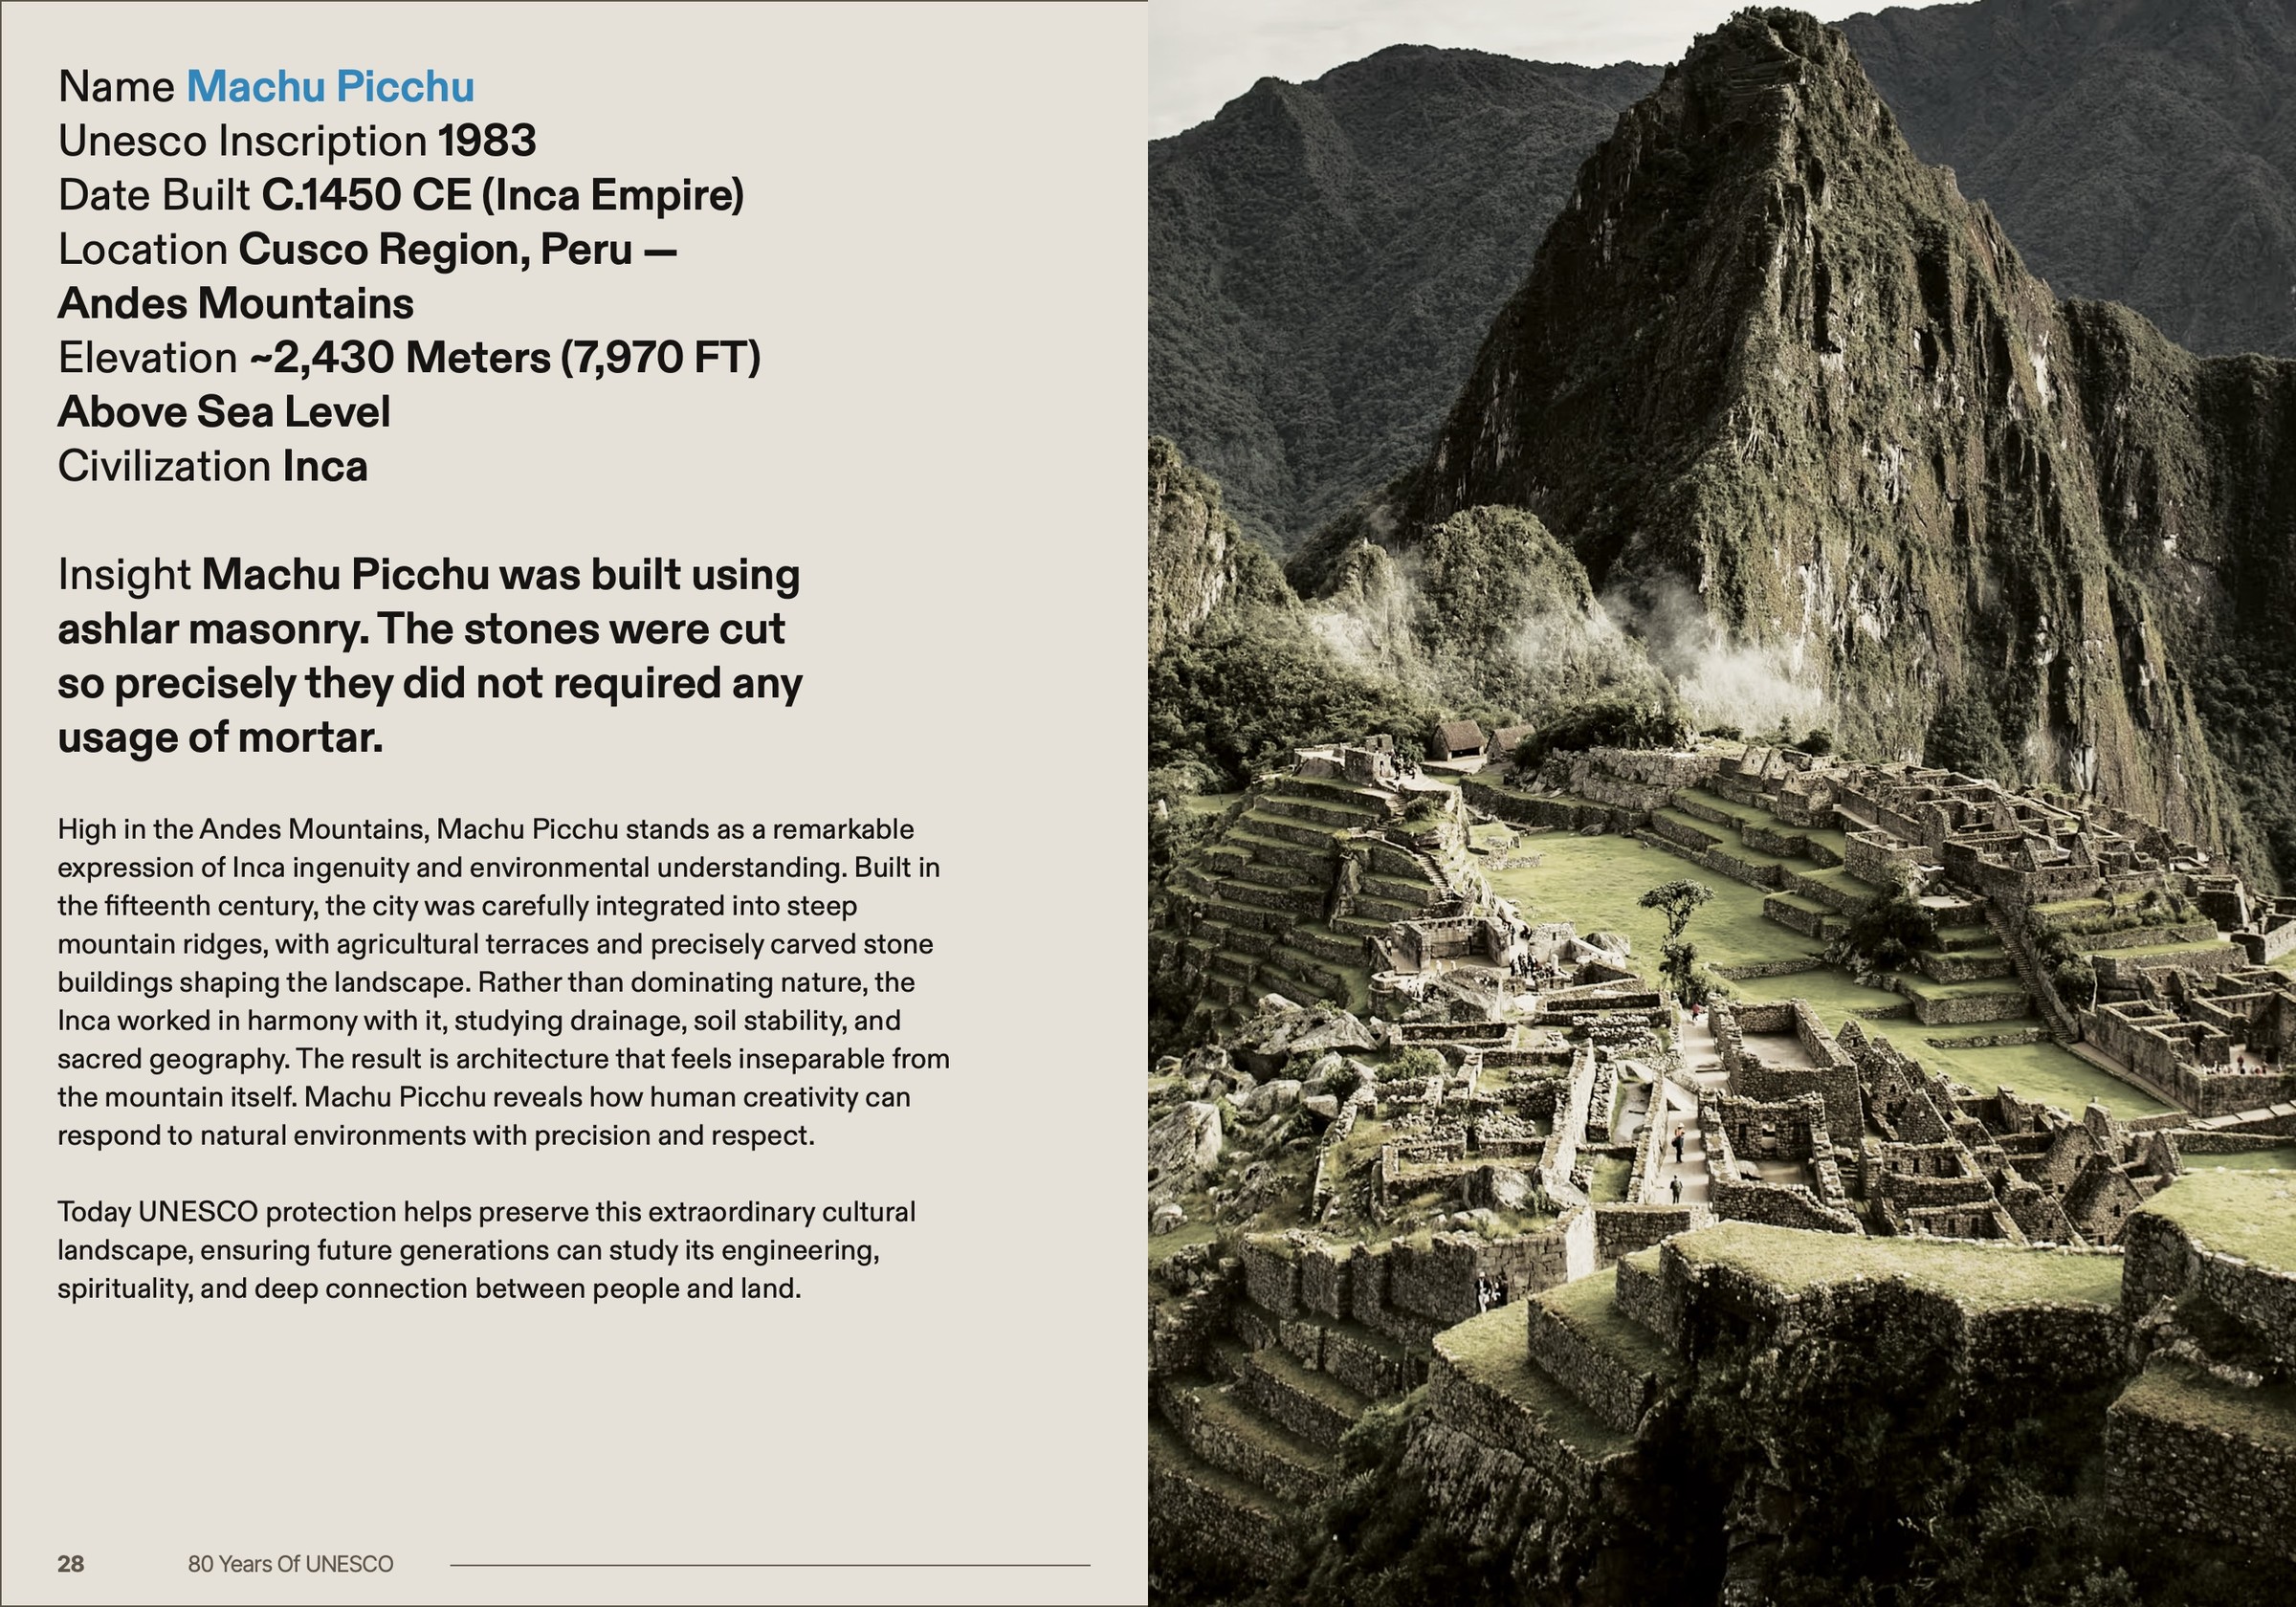 Name Machu Picchu
Unesco Inscription 1983
Date Built C.1450 CE (Inca Empire)
Location Cusco Region, Peru —
Andes Mountains
Elevation ~2,430 Meters (7,970 FT)
Above Sea Level
Civilization Inca
Insight Machu Picchu was built using
ashlar masonry. The stones were cut
so precisely they did not required any
usage of mortar.
High in the Andes Mountains, Machu Picchu stands as a remarkable
expression of Inca ingenuity and environmental understanding. Built in
the fifteenth century, the city was carefully integrated into steep
mountain ridges, with agricultural terraces and precisely carved stone
buildings shaping the landscape. Rather than dominating nature, the
Inca worked in harmony with it, studying drainage, soil stability, and
sacred geography. The result is architecture that feels inseparable from
the mountain itself. Machu Picchu reveals how human creativity can
respond to natural environments with precision and respect.
Today UNESCO protection helps preserve this extraordinary cultural
landscape, ensuring future generations can study its engineering,
spirituality, and deep connection between people and land.
28 80 Years Of UNESCO